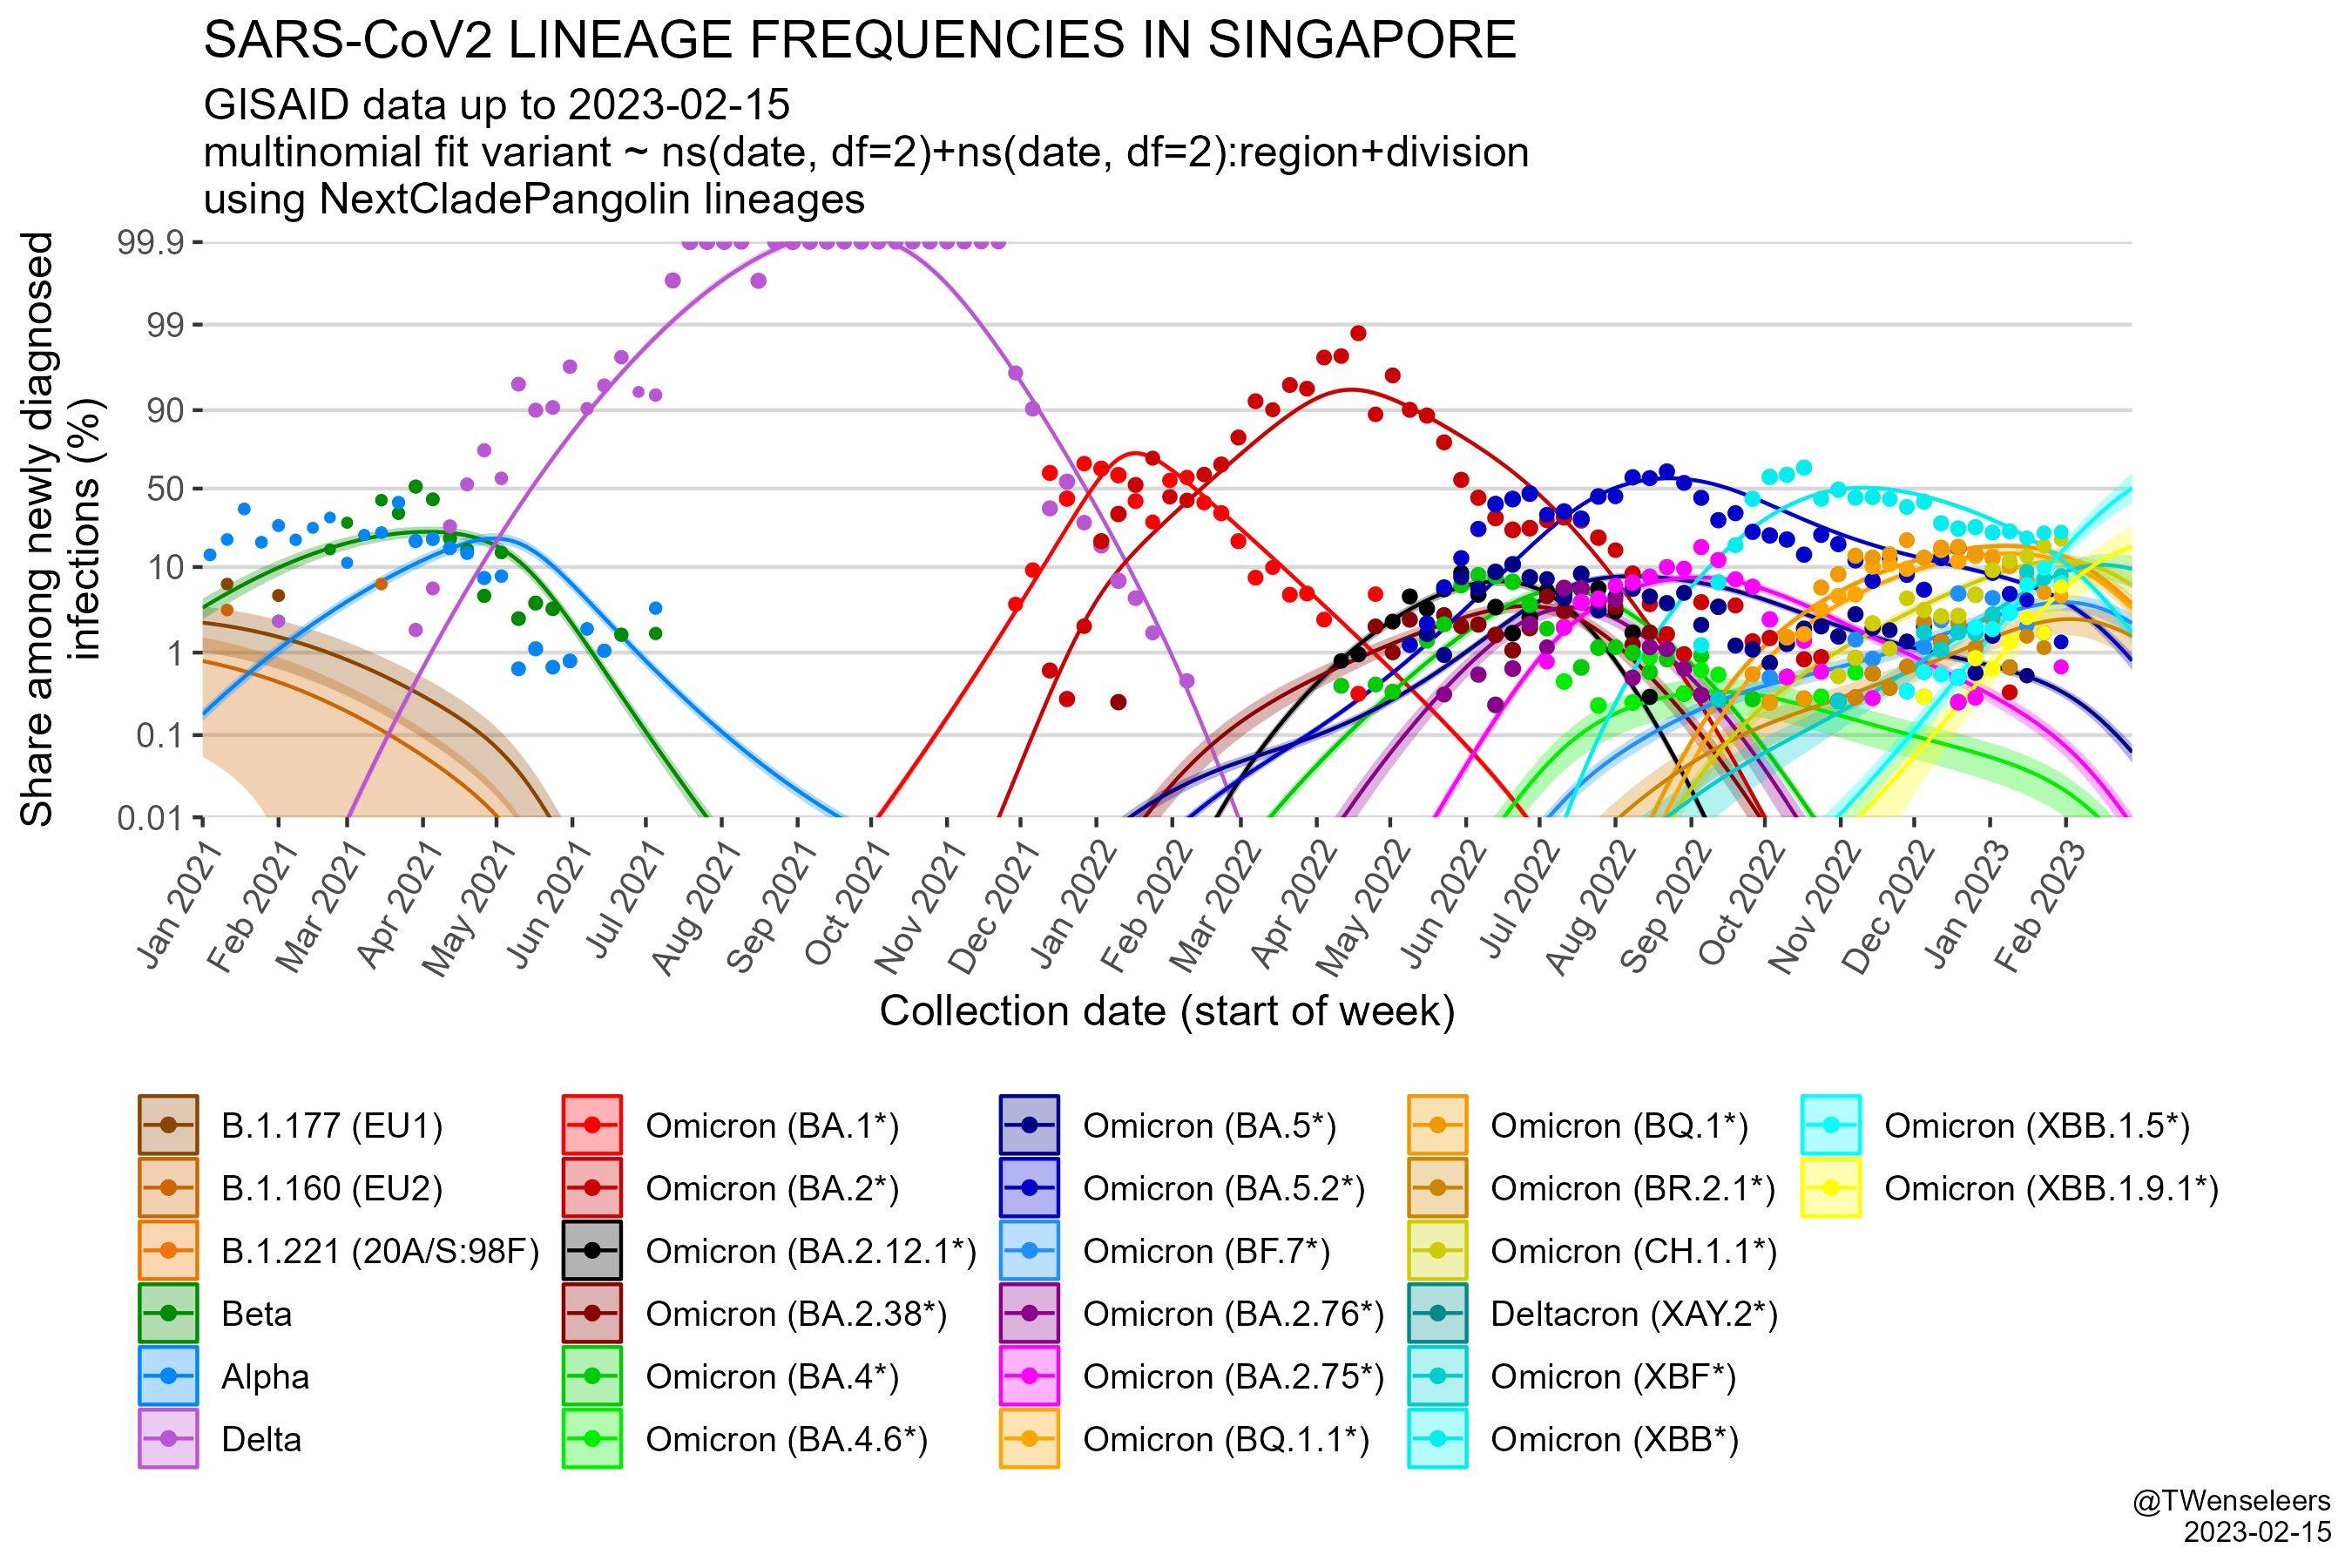 SARS-CoV2 LINEAGE FREQUENCIES IN SINGAPORE
GISAID data up to 2023-02-15
multinomial fit variant ~ ns(date, df=2)+ns(date, df=2):region+division
using NextCladePangolin lineages
Share among newly diagnosed
infections (%)
99.9
99
90
50
10
1
0.1
0.01
Jan 2021
Feb 2021
Mar 2021
Apr 2021
May 2021
Jun 2021
Jul 2021
Aug 2021
Sep 2021
Oct 2021
Nov 2021
Dec 2021
Jan 2022
Feb 2022
Mar 2022
Apr 2022
May 2022
Jun 2022
Jul 2022
Aug 2022
Sep 2022
Oct 2022
Nov 2022
Dec 2022
Jan 2023
Feb 2023
Collection date (start of week)
B.1.177 (EU1)
B.1.160 (EU2)
B.1.221 (20A/S:98F)
Beta
Alpha
Delta
Omicron (BA.1*)
Omicron (BA.2*)
Omicron (BA.2.12.1*)
Omicron (BA.2.38*)
Omicron (BA.4*)
Omicron (BA.4.6*)
Omicron (BA.5*)
Omicron (BA.5.2*)
Omicron (BF.7*)
Omicron (BA.2.76*)
Omicron (BA.2.75*)
Omicron (BQ.1.1*)
Omicron (BQ.1*)
Omicron (BR.2.1*)
Omicron (CH.1.1*)
Deltacron (XAY.2*)
Omicron (XBF*)
Omicron (XBB*)
Omicron (XBB.1.5*)
Omicron (XBB.1.9.1*)
@TWenseleers
2023-02-15